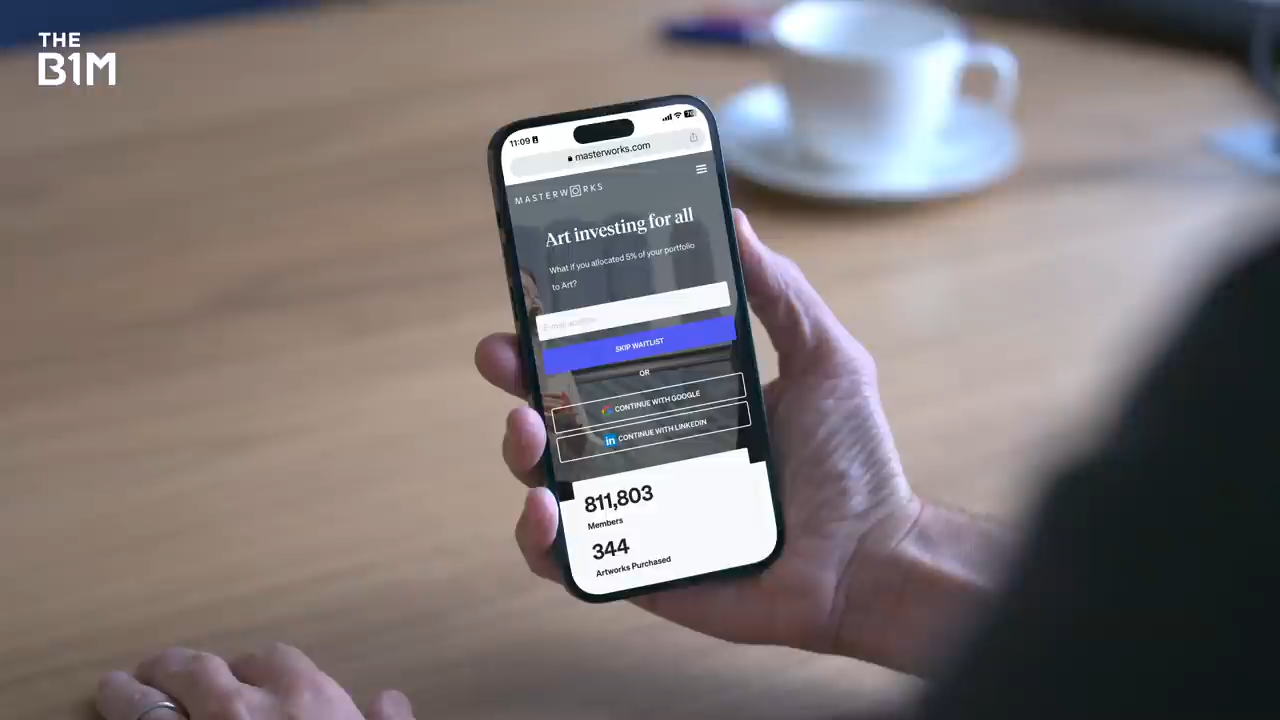 THE
B1M
11:09
masterworks.com
MASTERWORKS
Art investing for all
What if you allocated 5% of your portfolio
to Art?
SKIP WAITLIST
OR
CONTINUE WITH GOOGLE
in CONTINUE WITH LINKEDIN
811,803
Members
344
Artworks Purchased